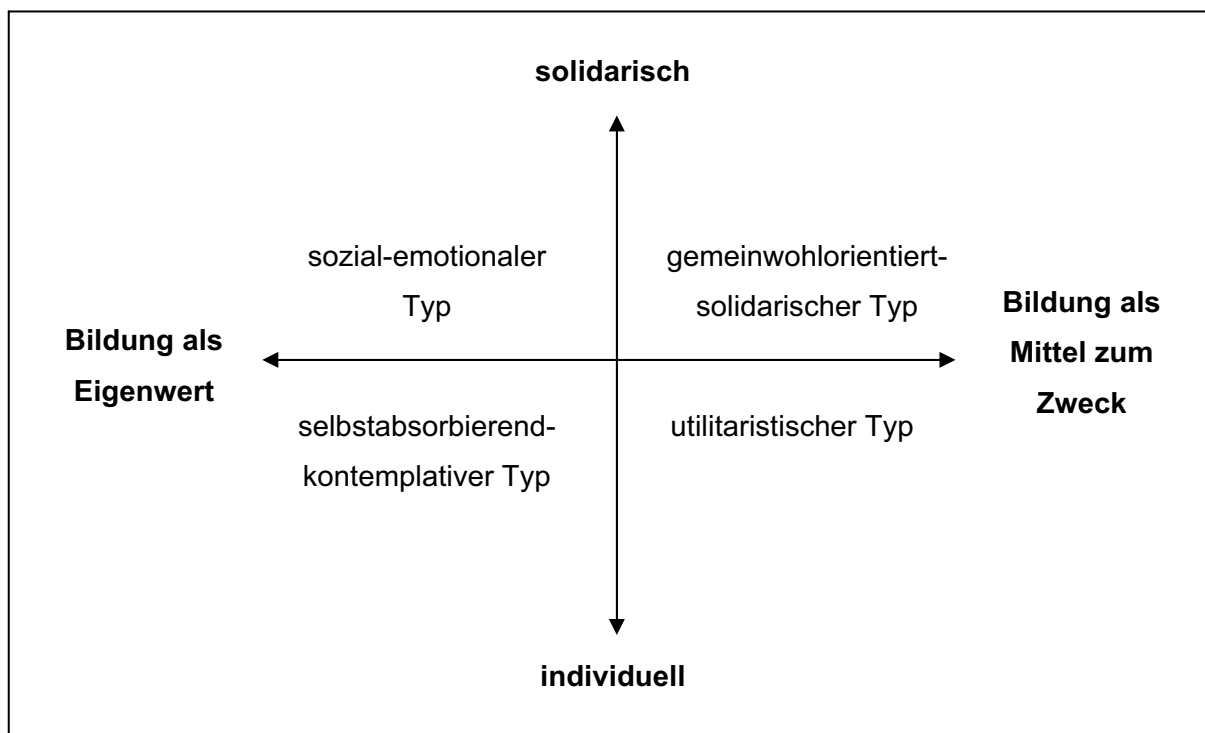 solidarisch
sozial-emotionaler
Typ
gemeinwohlorientiert-
solidarischer Typ
Bildung als
Eigenwert
Bildung als
Mittel zum
Zweck
selbstabsorbierend-
kontemplativer Typ
utilitaristischer Typ
individuell